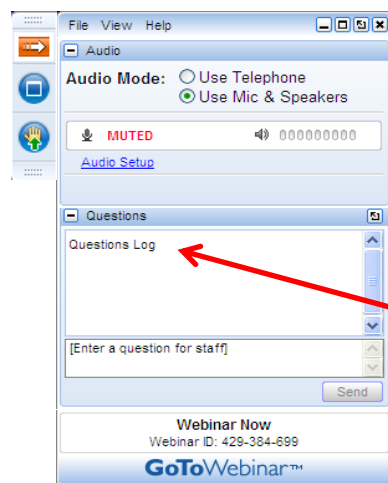 File View Help
Audio
Audio Mode: Use Telephone
Use Mic & Speakers
MUTED 000000000
Audio Setup
Questions
Questions Log
[Enter a question for staff]
Send
Webinar Now
Webinar ID: 429-384-699
GoToWebinar™